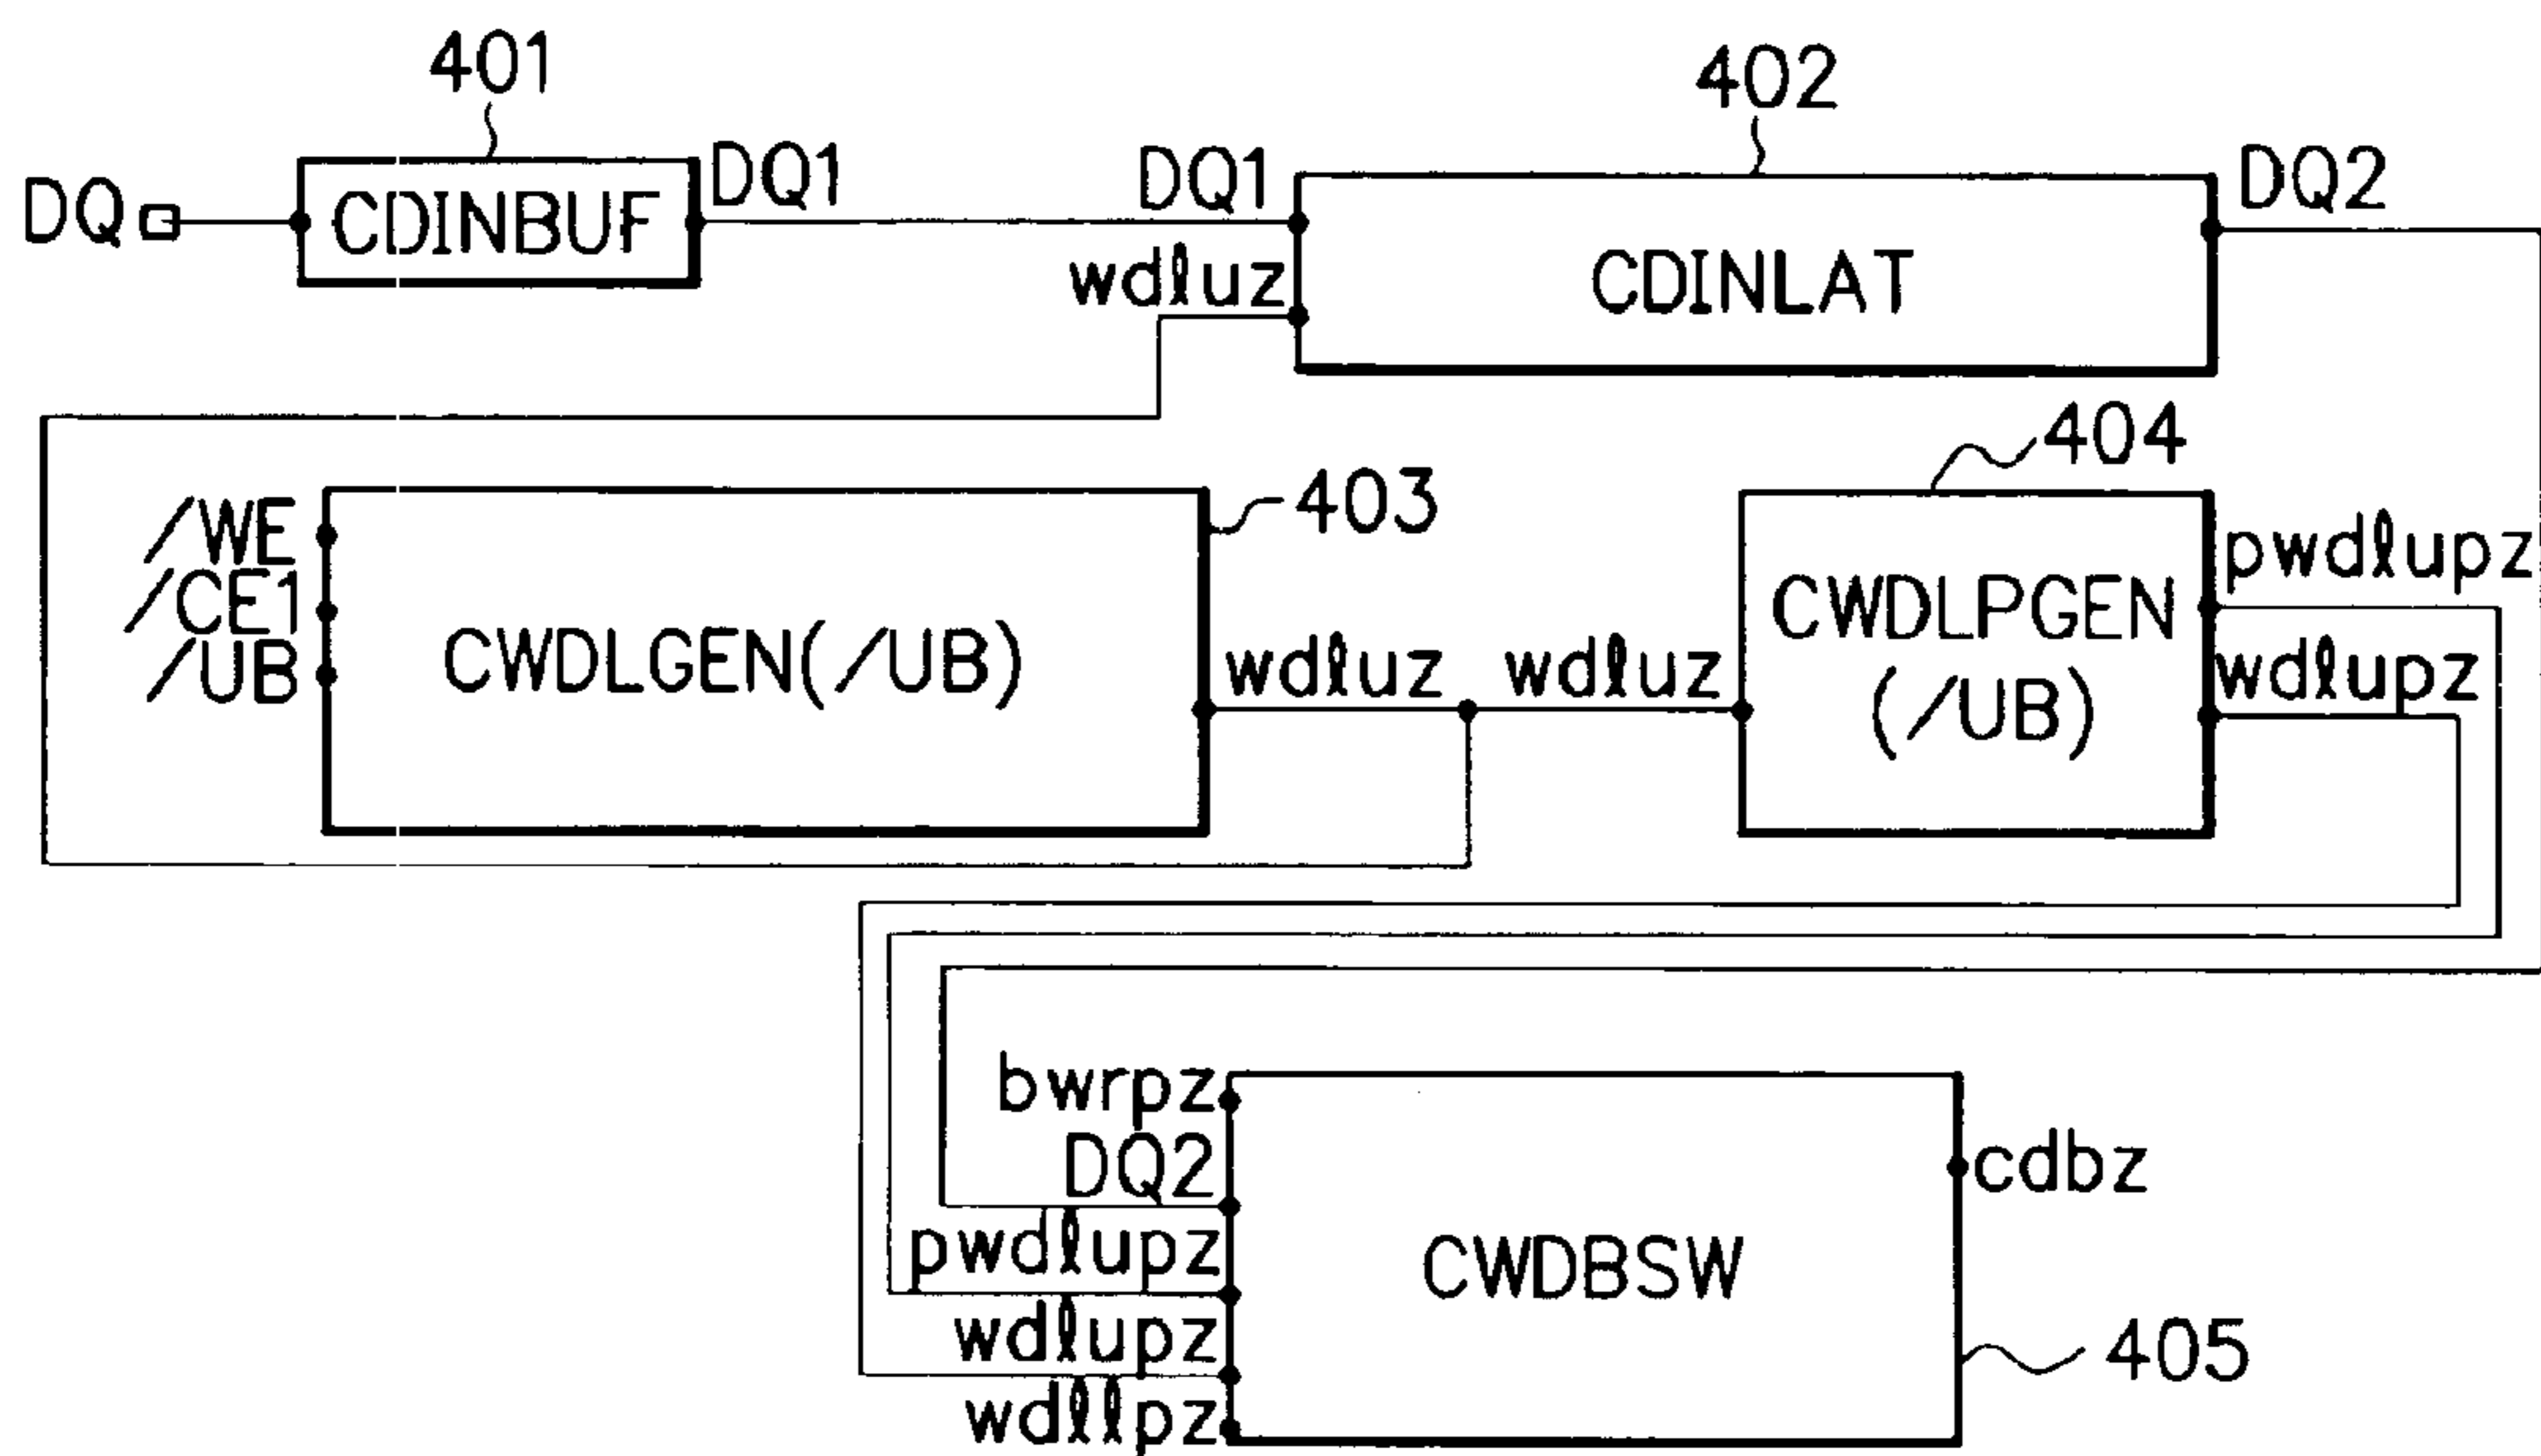 401
402
DQ
CDINBUF
DQ1
DQ1
wdluz
CDINLAT
DQ2
403
404
/WE
/CE1
/UB
CWDLGEN(/UB)
wdluz
wdluz
CWDLPGEN
(/UB)
pwdlupz
wdlupz
bwrpz
DQ2
pwdlupz
wdlupz
wdllpz
CWDBSW
cdbz
405